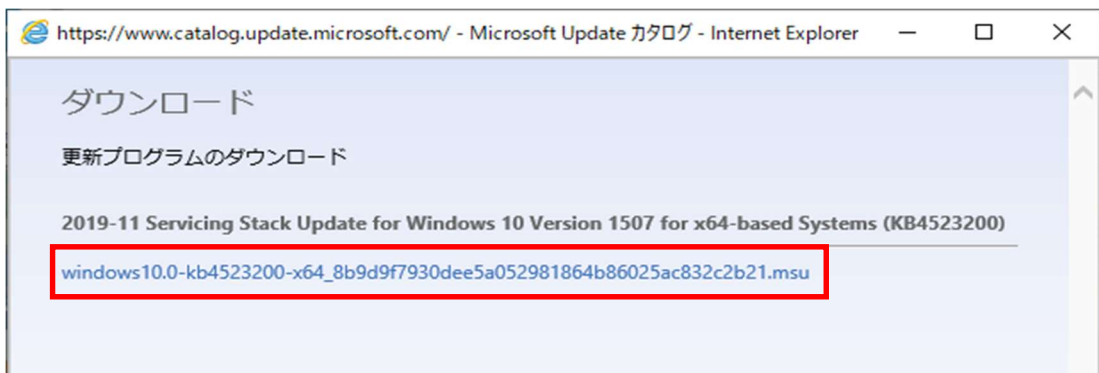 https://www.catalog.update.microsoft.com/ - Microsoft Update カタログ - Internet Explorer
ダウンロード
更新プログラムのダウンロード
2019-11 Servicing Stack Update for Windows 10 Version 1507 for x64-based Systems (KB4523200)
windows10.0-kb4523200-x64_8b9d9f7930dee5a052981864b86025ac832c2b21.msu